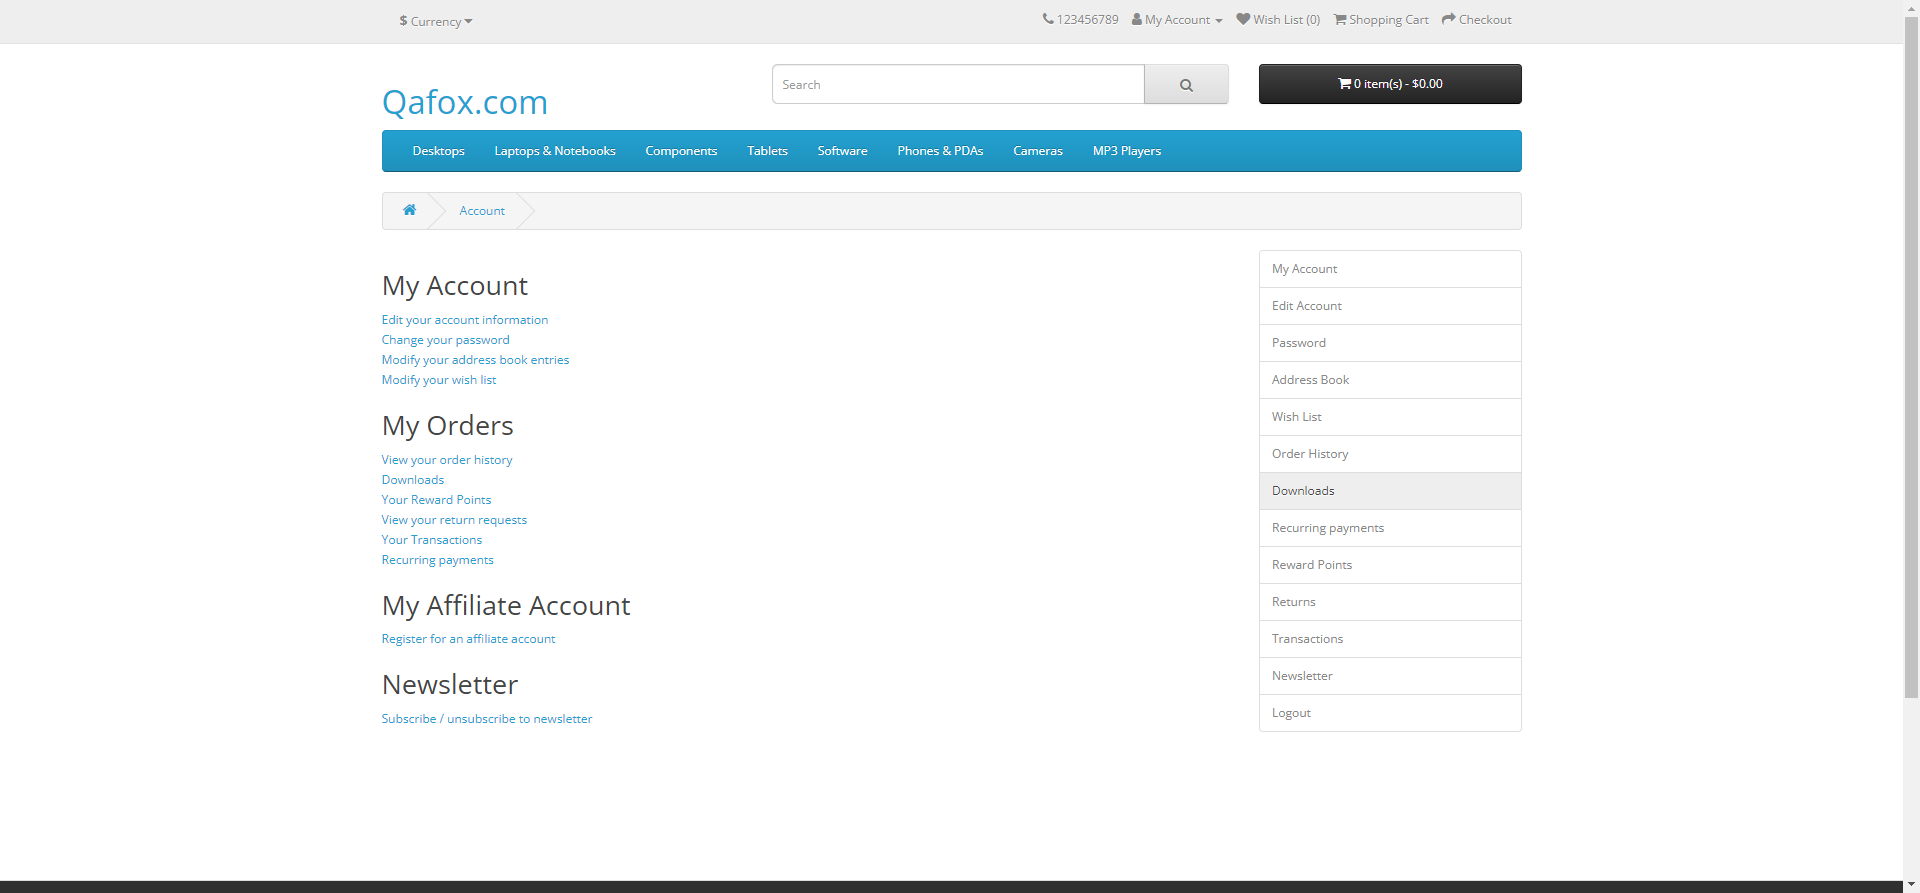 $ Currency
123456789 My Account Wish List (0) Shopping Cart Checkout
Qafox.com
Search
0 item(s) - $0.00
Desktops Laptops & Notebooks Components Tablets Software Phones & PDAs Cameras MP3 Players
Account
My Account
Edit your account information
Change your password
Modify your address book entries
Modify your wish list
My Orders
View your order history
Downloads
Your Reward Points
View your return requests
Your Transactions
Recurring payments
My Affiliate Account
Register for an affiliate account
Newsletter
Subscribe / unsubscribe to newsletter
My Account
Edit Account
Password
Address Book
Wish List
Order History
Downloads
Recurring payments
Reward Points
Returns
Transactions
Newsletter
Logout